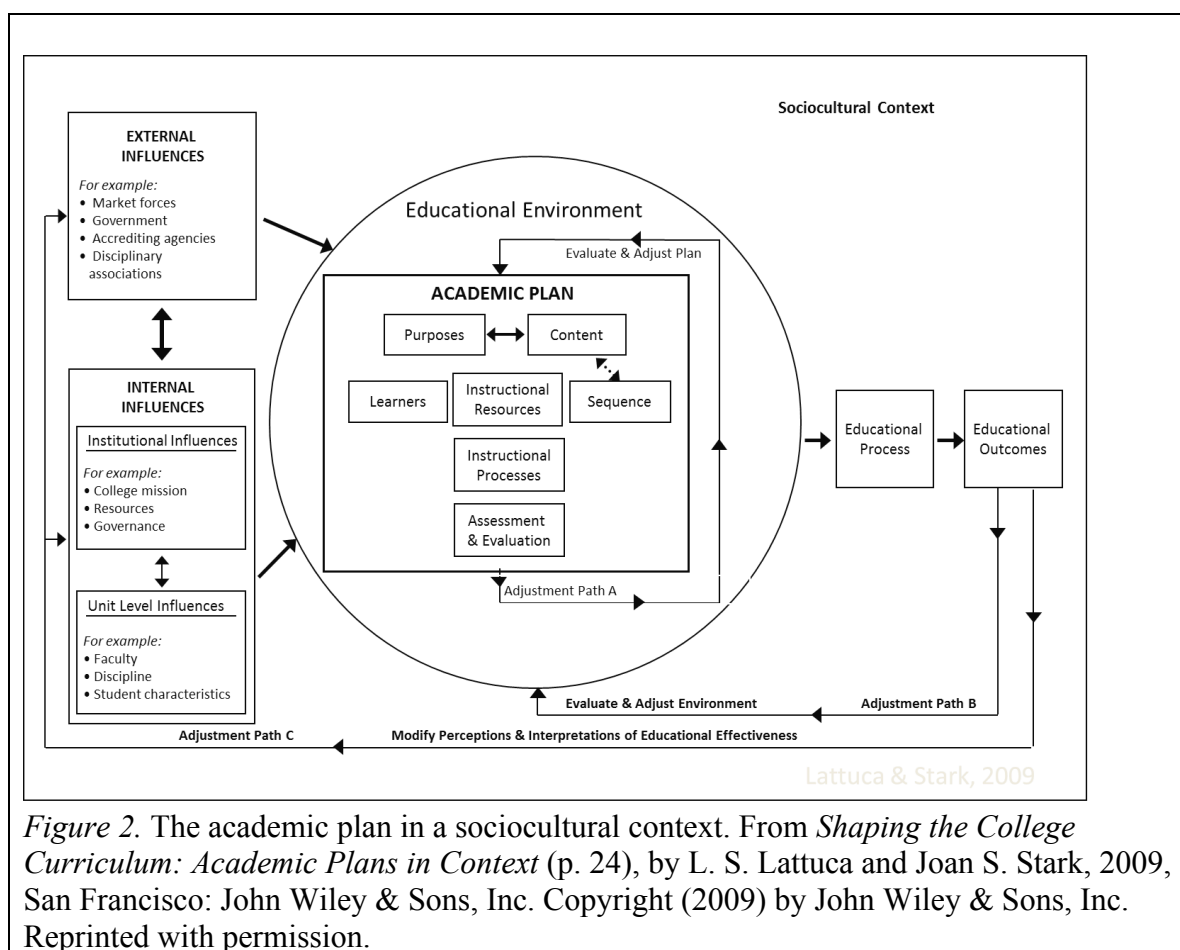 Sociocultural Context
EXTERNAL
INFLUENCES
For example:
• Market forces
• Government
• Accrediting agencies
• Disciplinary
associations
INTERNAL
INFLUENCES
Institutional Influences
For example:
• College mission
• Resources
• Governance
Unit Level Influences
For example:
• Faculty
• Discipline
• Student characteristics
Educational Environment
Evaluate & Adjust Plan
ACADEMIC PLAN
Purposes
Content
Learners
Instructional
Resources
Sequence
Instructional
Processes
Assessment
& Evaluation
Adjustment Path A
Educational
Process
Educational
Outcomes
Evaluate & Adjust Environment
Adjustment Path B
Adjustment Path C
Modify Perceptions & Interpretations of Educational Effectiveness
Lattuca & Stark, 2009
Figure 2. The academic plan in a sociocultural context. From Shaping the College
Curriculum: Academic Plans in Context (p. 24), by L. S. Lattuca and Joan S. Stark, 2009,
San Francisco: John Wiley & Sons, Inc. Copyright (2009) by John Wiley & Sons, Inc.
Reprinted with permission.